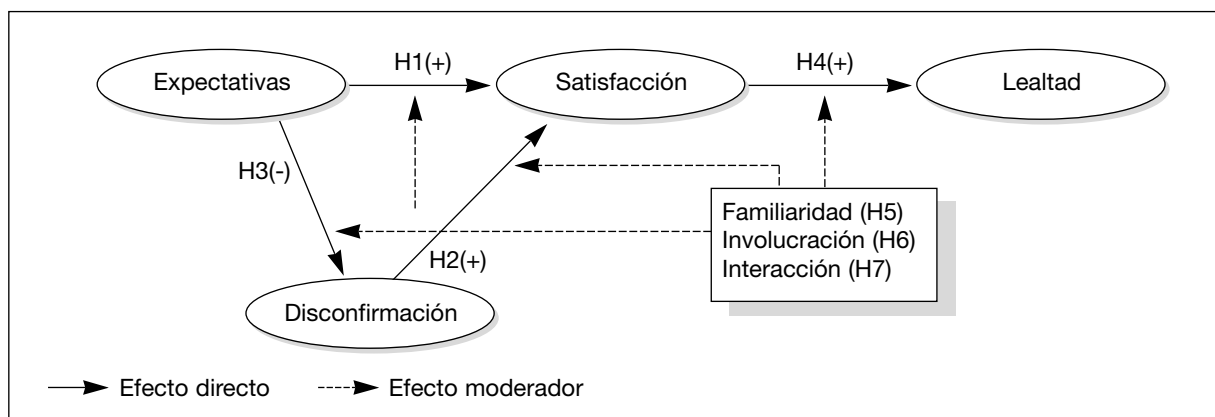 H1(+)
H4(+)
Expectativas
Satisfacción
Lealtad
H3(-)
Familiaridad (H5)
Involucración (H6)
Interacción (H7)
H2(+)
Disconfirmación
Efecto directo
Efecto moderador